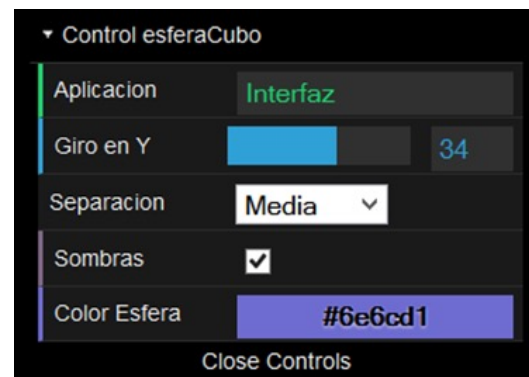 Control esferaCubo
Aplicacion Interfaz
Giro en Y 34
Separacion Media
Sombras
Color Esfera #6e6cd1
Close Controls